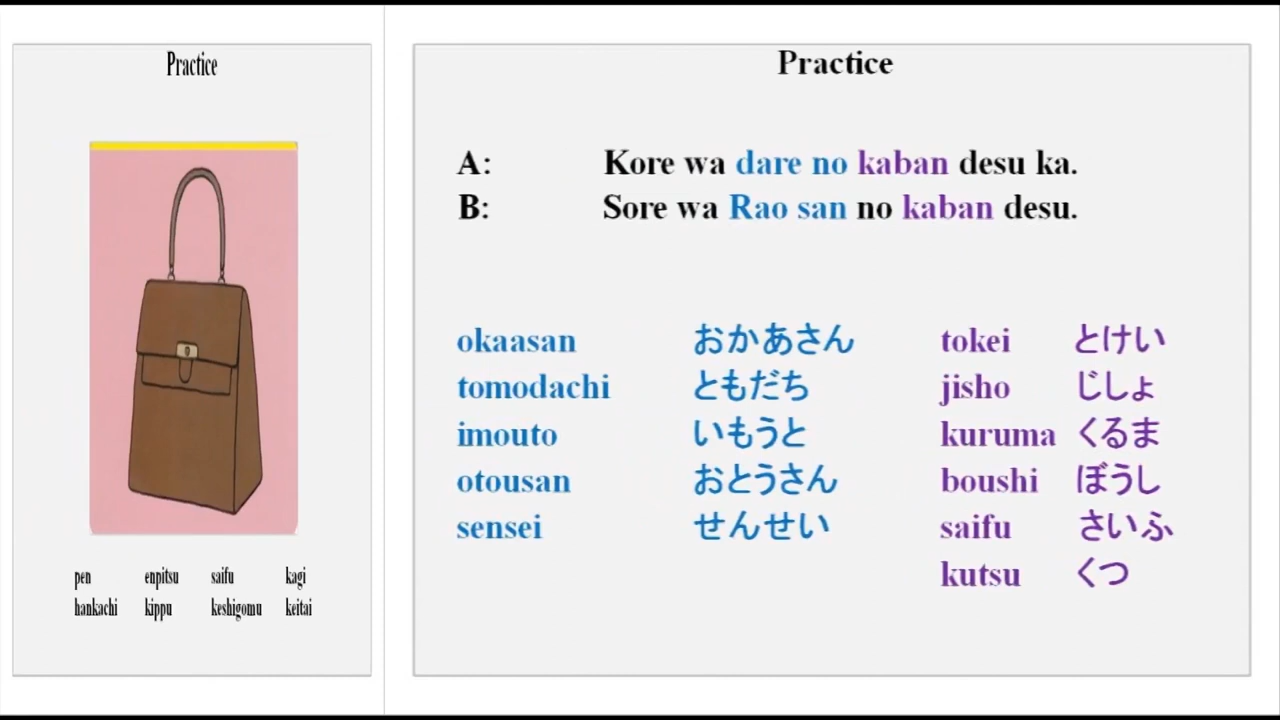 Practice
pen enpitsu saifu kagi
hankachi kippu keshigomu keitai
Practice
A: Kore wa dare no kaban desu ka.
B: Sore wa Rao san no kaban desu.
okaasan おかあさん tokei とけい
tomodachi ともだち jisho じしょ
imouto いもうと kuruma くるま
otousan おとうさん boushi ぼうし
sensei せんせい saifu さいふ
kutsu くつ